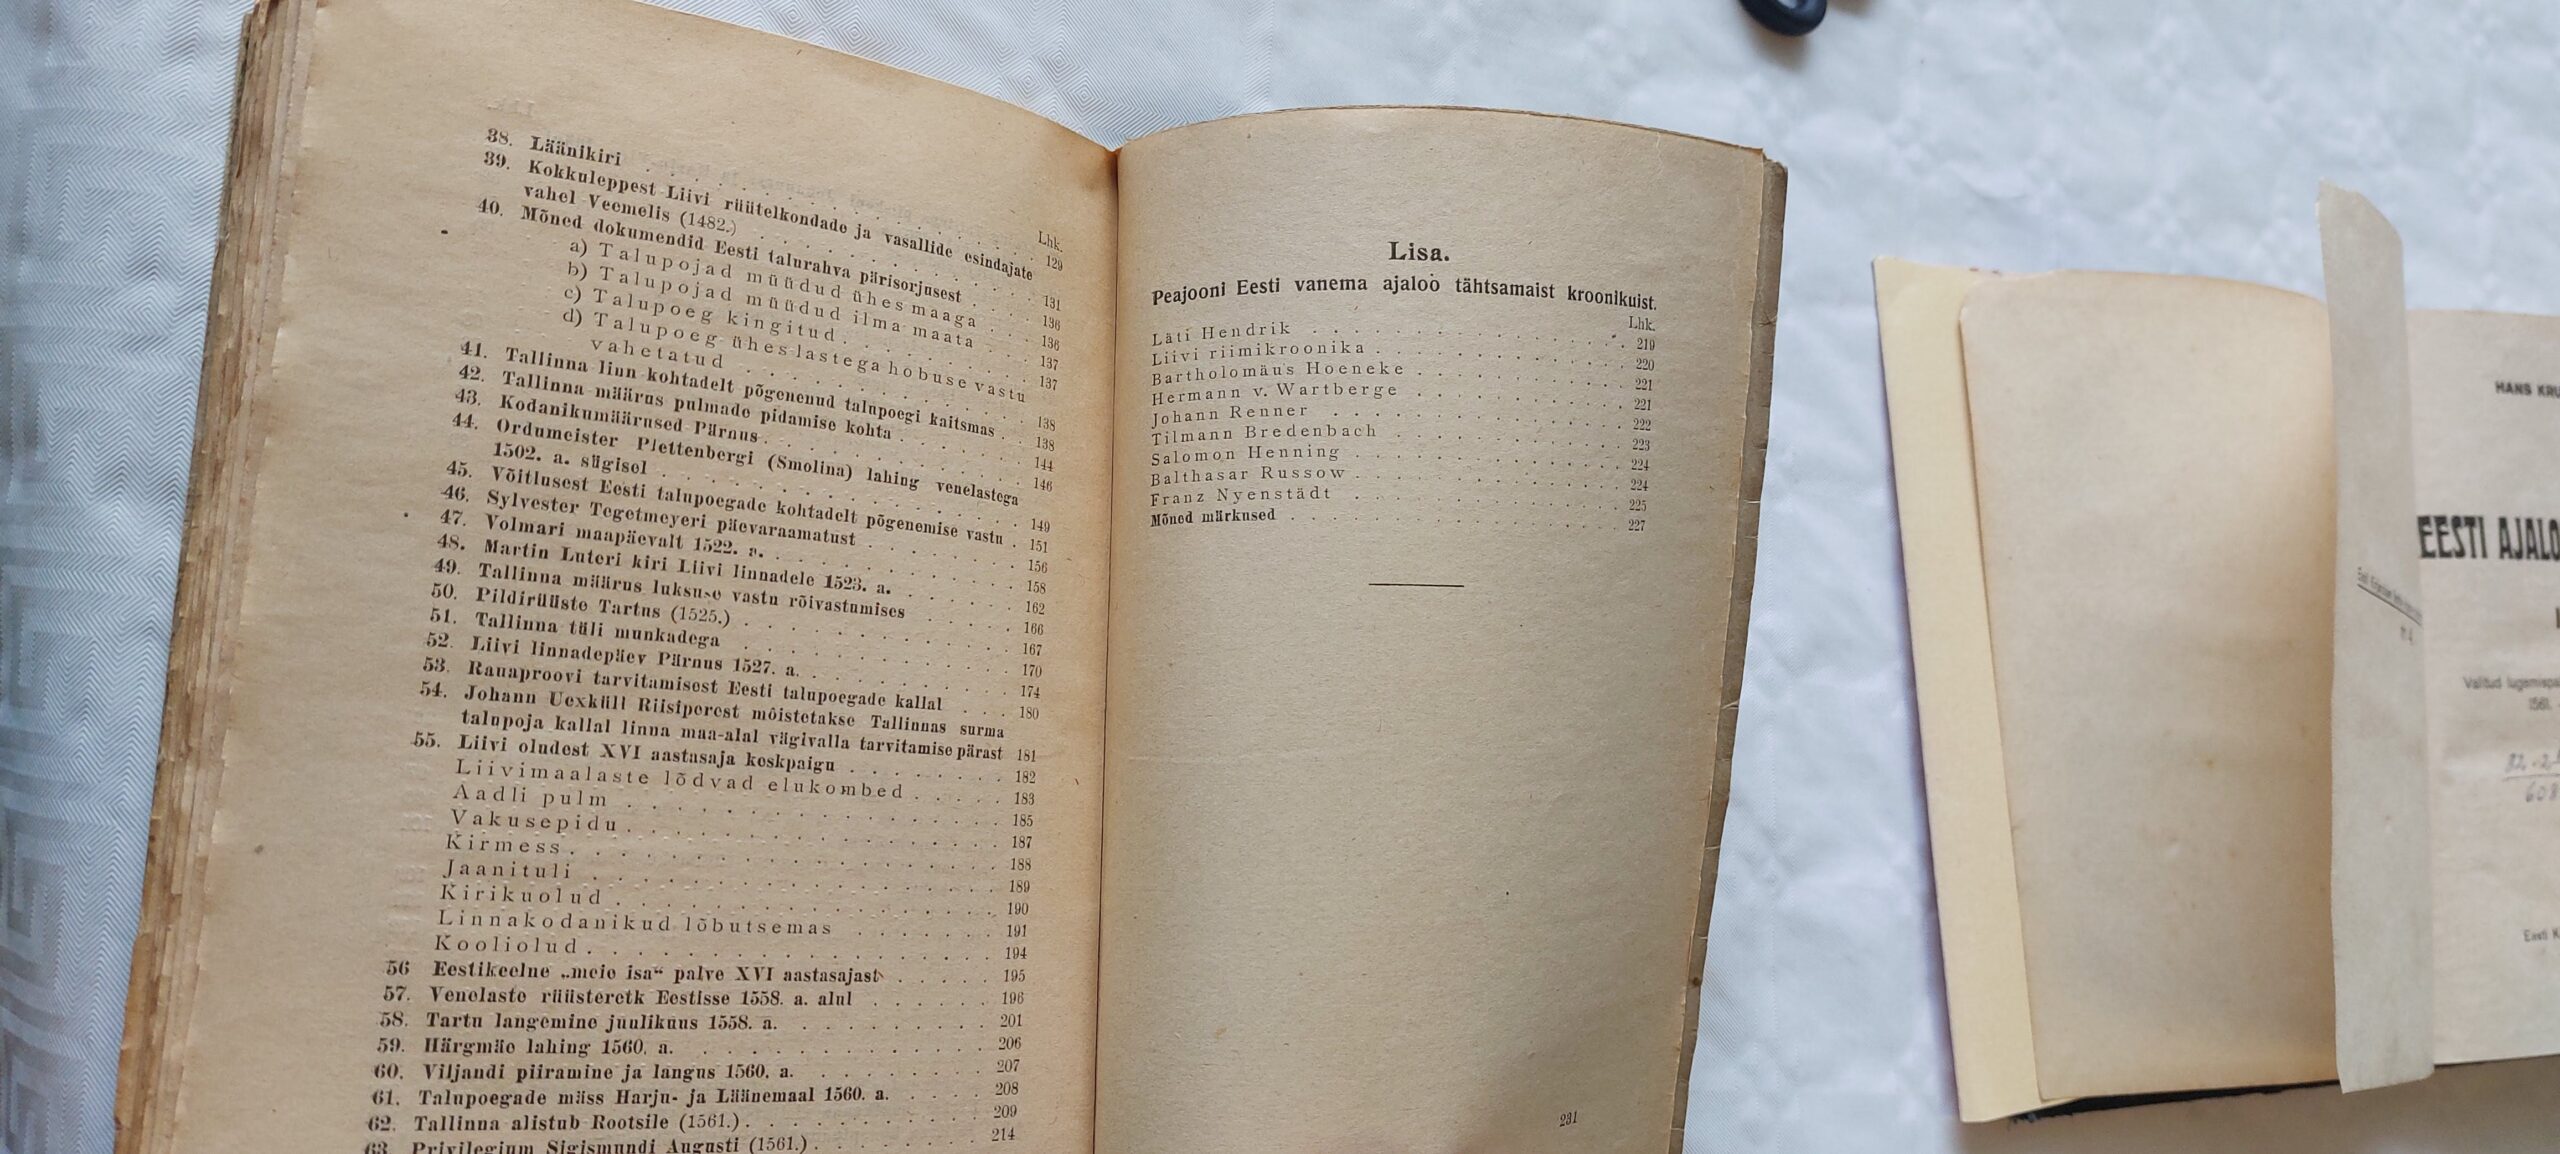 Lhk.
38. Läänikiri . . . . . . . . . . . . 129
39. Kokkuleppest Liivi rüütelkondade ja vasallide esindajate
vahel Veemelis (1482.) . . . . . . . . . . 131
40. Mõned dokumendid Eesti talurahva pärisorjusest . . . . 136
a) Talupojad müüdud ühes maaga . . . 136
b) Talupojad müüdud ilma maata . . . 137
c) Talupoeg kingitud . . . . . . . . 137
d) Talupoeg ühes lastega hobuse vastu
vahetatud . . . . . . . . . . . 138
41. Tallinna linn kohtadelt põgenenud talupoegi kaitsmas . . 138
42. Tallinna määrus pulmade pidamise kohta . . . . . . 144
43. Kodanikumäärused Pärnus . . . . . . . . . . 146
44. Ordumeister Plettenbergi (Smolina) lahing venelastega
1502. a. sügisel . . . . . . . . . . . . 149
45. Võitlusest Eesti talupoegade kohtadelt põgenemise vastu . 151
46. Sylvester Tegetmeyeri päevaraamatust . . . . . . . 156
47. Volmari maapäevalt 1522. a. . . . . . . . . . 158
48. Martin Luteri kiri Liivi linnadele 1523. a. . . . . . . 162
49. Tallinna määrus luksuse vastu rõivastumises . . . . . 166
50. Pildirüüste Tartus (1525.) . . . . . . . . . . 167
51. Tallinna tüli munkadega . . . . . . . . . . 170
52. Liivi linnadepäev Pärnus 1527. a. . . . . . . . . 174
53. Rauaproovi tarvitamisest Eesti talupoegade kallal . . . 180
54. Johann Uexküll Riisiperest mõistetakse Tallinnas surma
talupoja kallal linna maa-alal vägivalla tarvitamise pärast 181
55. Liivi oludest XVI aastasaja keskpaigu . . . . . . . 182
Liivimaalaste lõdvad elukombed . . . . . 183
Aadli pulm . . . . . . . . . . . . 185
Vakusepidu . . . . . . . . . . . . 187
Kirmess . . . . . . . . . . . . . 188
Jaanituli . . . . . . . . . . . . . 189
Kirikuolud . . . . . . . . . . . . 190
Linnakodanikud lõbutsemas . . . . . . 191
Kooliolud . . . . . . . . . . . . 194
56 Eestikeelne „meie isa“ palve XVI aastasajast . . . . . 195
57. Venelaste rüüsteretk Eestisse 1558. a. alul . . . . . . 196
58. Tartu langemine juulikuus 1558. a. . . . . . . . . 201
59. Härgmäe lahing 1560. a. . . . . . . . . . . 206
60. Viljandi piiramine ja langus 1560. a. . . . . . . . 207
61. Talupoegade mäss Harju- ja Läänemaal 1560. a. . . . . 208
62. Tallinna alistub Rootsile (1561.) . . . . . . . . . 209
63. Privilegium Sigismundi Augusti (1561.) . . . . . . . 214
Lisa.
Peajooni Eesti vanema ajaloo tähtsamaist kroonikuist.
Lhk.
Läti Hendrik . . . . . . . . . . . . 219
Liivi riimikroonika . . . . . . . . . . 220
Bartholomäus Hoeneke . . . . . . . . . 221
Hermann v. Wartberge . . . . . . . . . 221
Johann Renner . . . . . . . . . . . . 222
Tilmann Bredenbach . . . . . . . . . . 223
Salomon Henning . . . . . . . . . . . 224
Balthasar Russow . . . . . . . . . . . 224
Franz Nyenstädt . . . . . . . . . . . 225
Mõned märkused . . . . . . . . . . . . 227
231
HANS KRU
EESTI AJALO
Valitud lugemispa
1561.
Eesti K